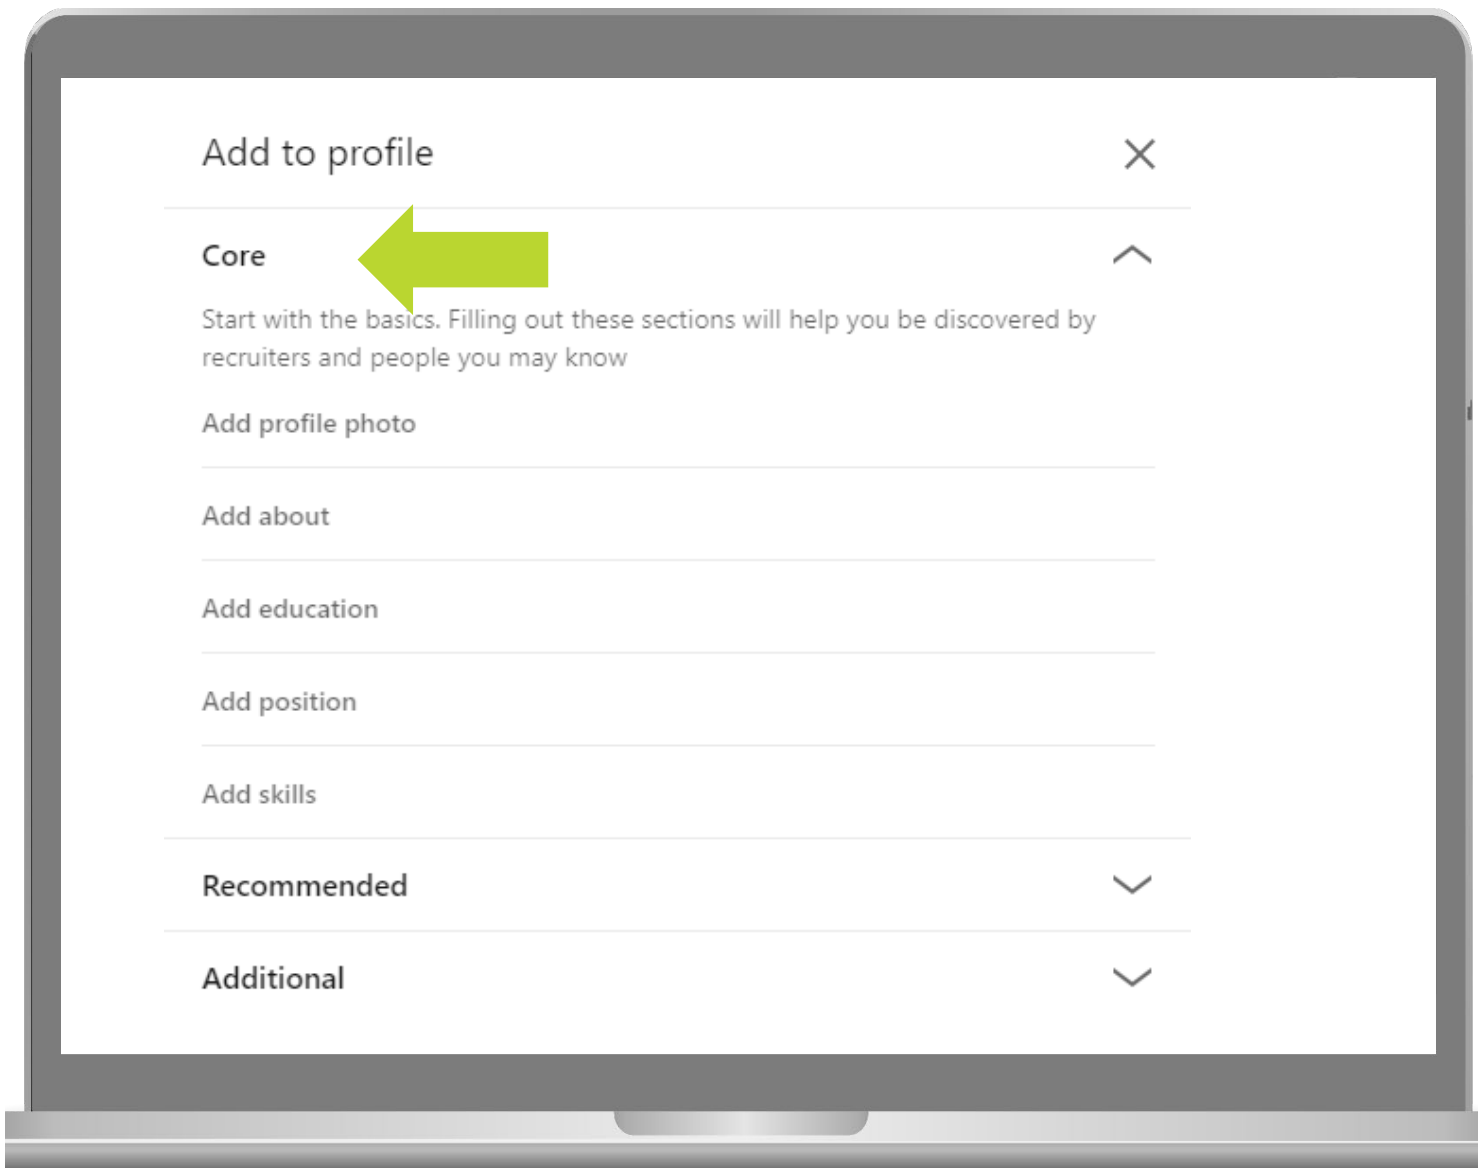 Add to profile
Core
Start with the basics. Filling out these sections will help you be discovered by
recruiters and people you may know
Add profile photo
Add about
Add education
Add position
Add skills
Recommended
Additional